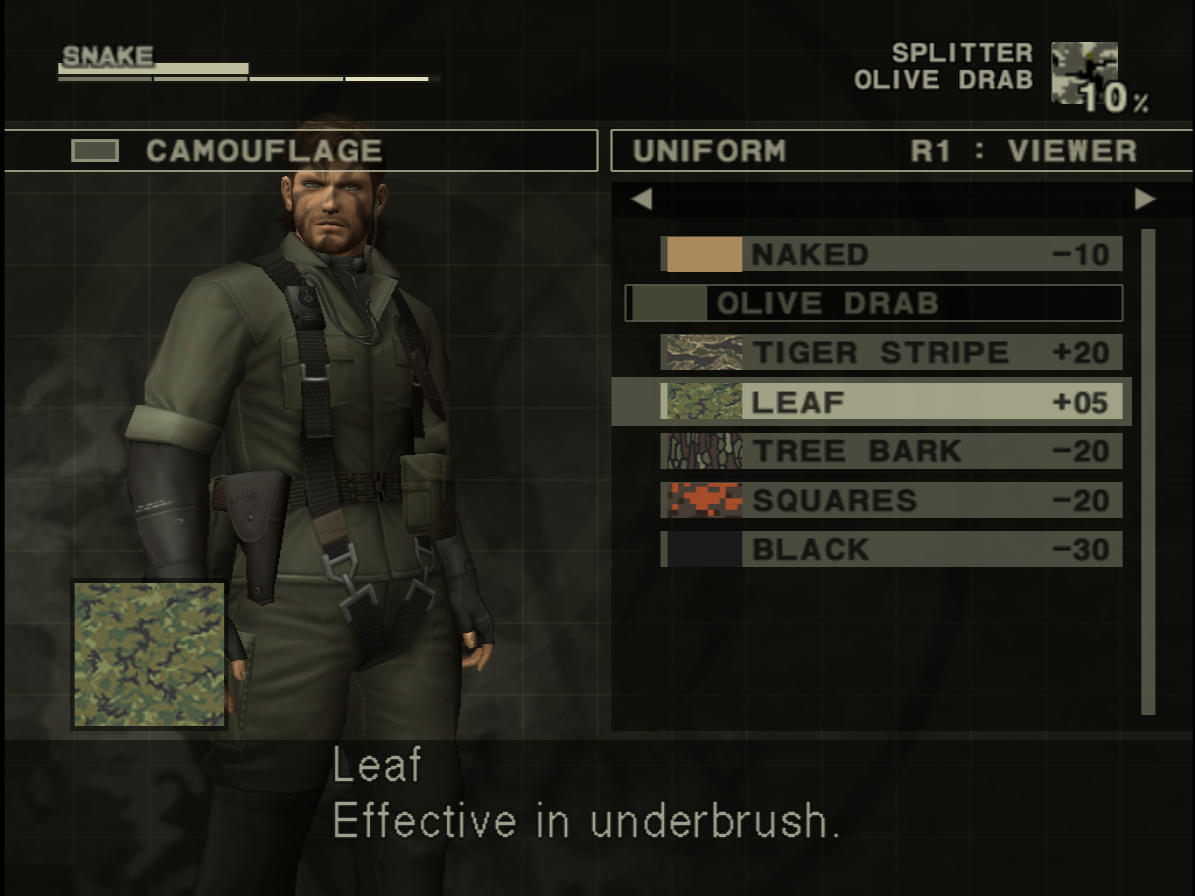 SNAKE
SPLITTER
OLIVE DRAB
10%
CAMOUFLAGE
UNIFORM R1 : VIEWER
NAKED −10
OLIVE DRAB
TIGER STRIPE +20
LEAF +05
TREE BARK −20
SQUARES −20
BLACK −30
Leaf
Effective in underbrush.